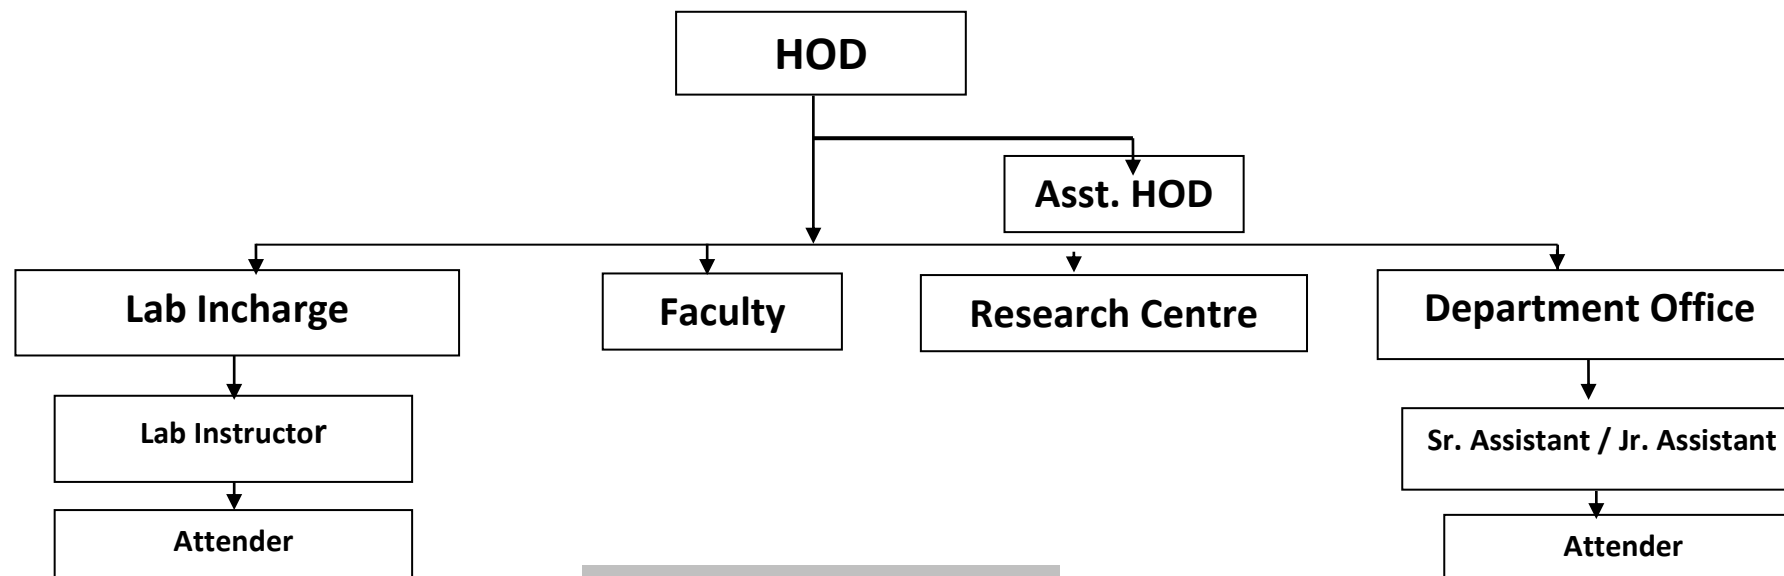 HOD
Asst. HOD
Lab Incharge
Faculty
Research Centre
Department Office
Lab Instructor
Sr. Assistant / Jr. Assistant
Attender
Attender